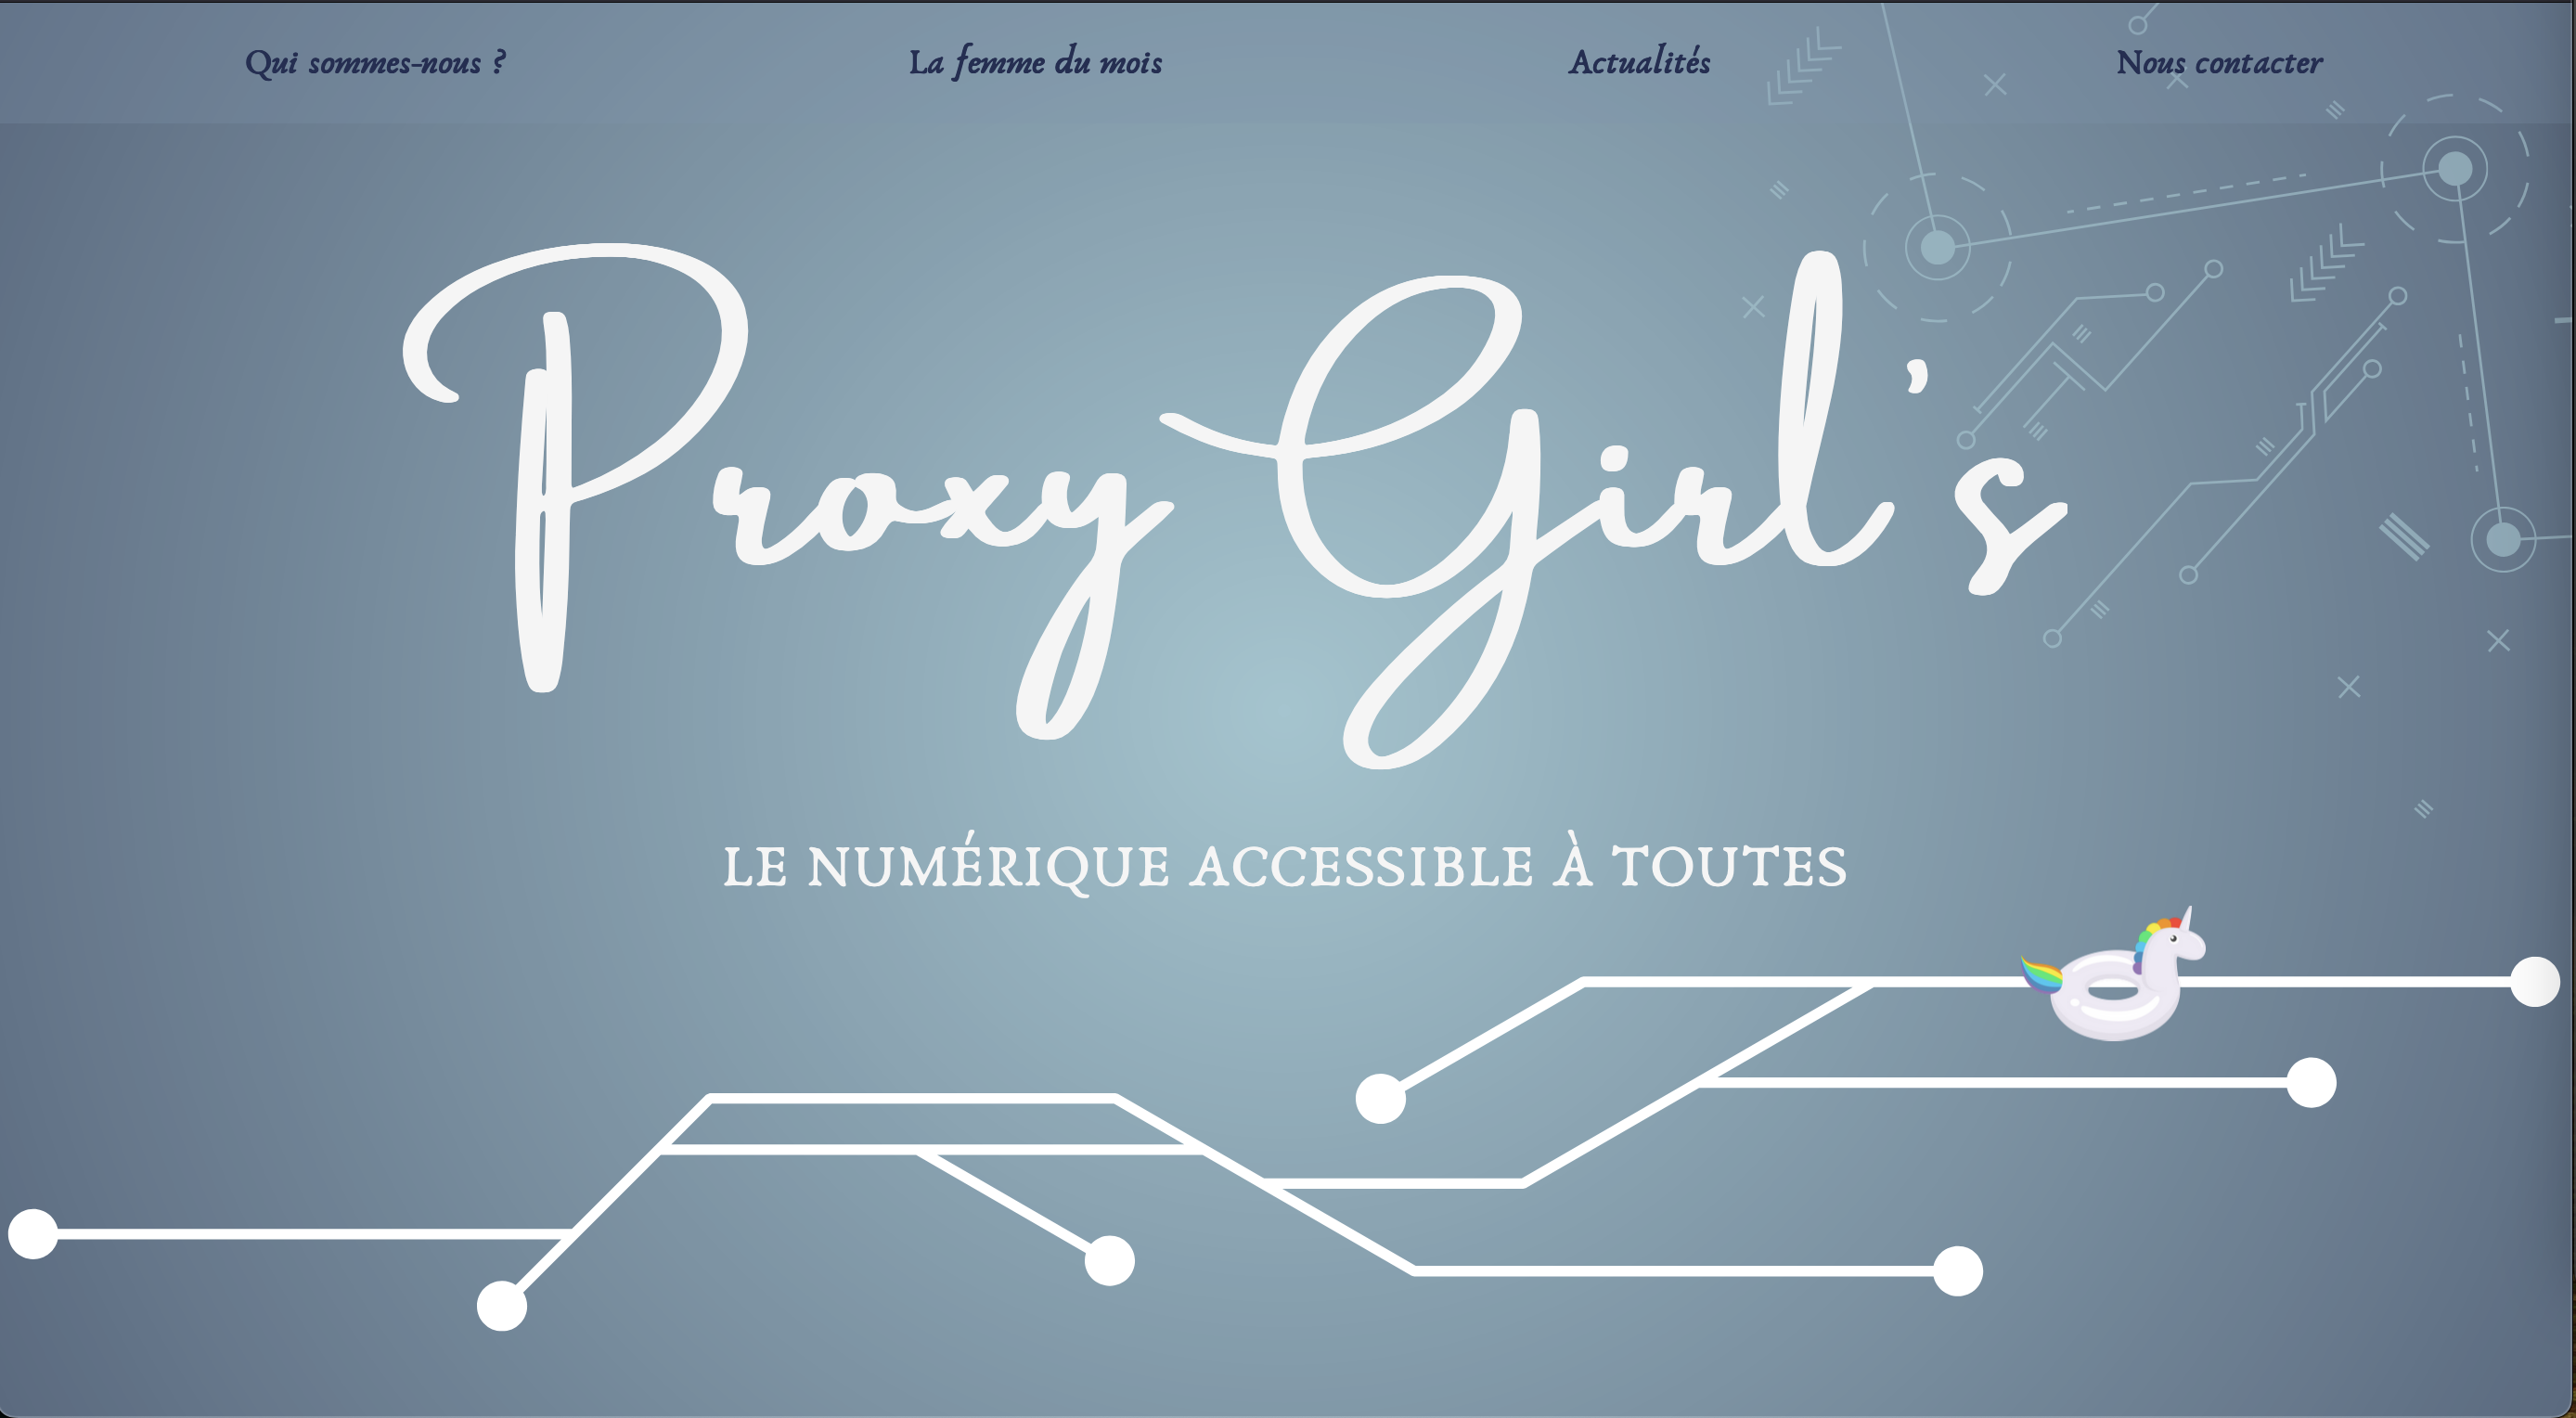 Qui sommes-nous ?
La femme du mois
Actualités
Nous contacter
Proxy Girl's
LE NUMÉRIQUE ACCESSIBLE À TOUTES